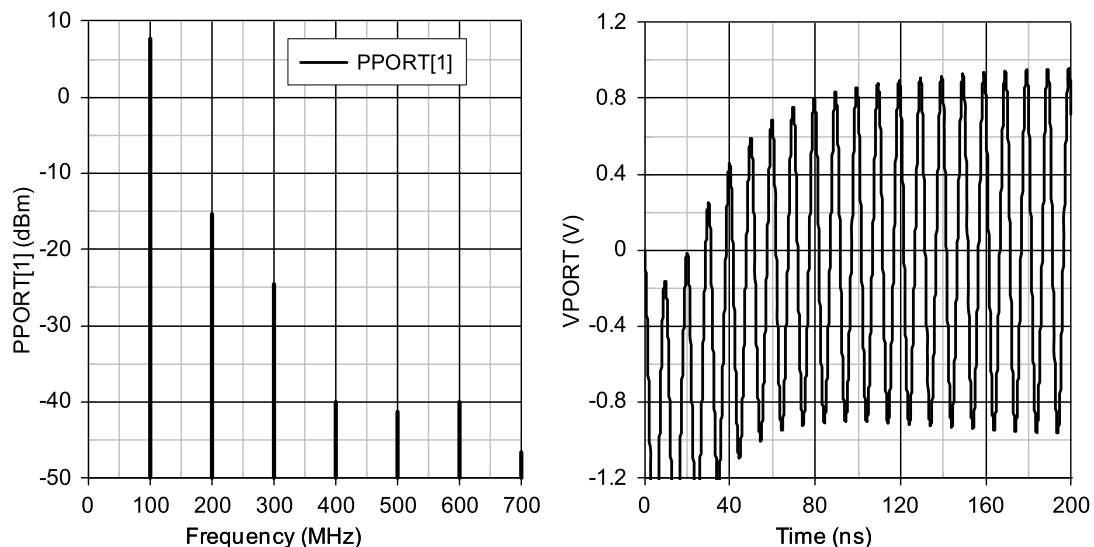 10
0
-10
-20
-30
-40
-50
PPORT[1] (dBm)
PPORT[1]
0 100 200 300 400 500 600 700
Frequency (MHz)
1.2
0.8
0.4
0
-0.4
-0.8
-1.2
VPORT (V)
0 40 80 120 160 200
Time (ns)